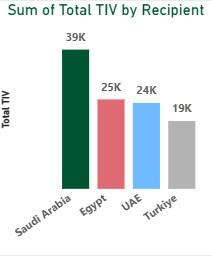 Sum of Total TIV by Recipient
39K
25K
24K
19K
Total TIV
Saudi Arabia
Egypt
UAE
Turkiye